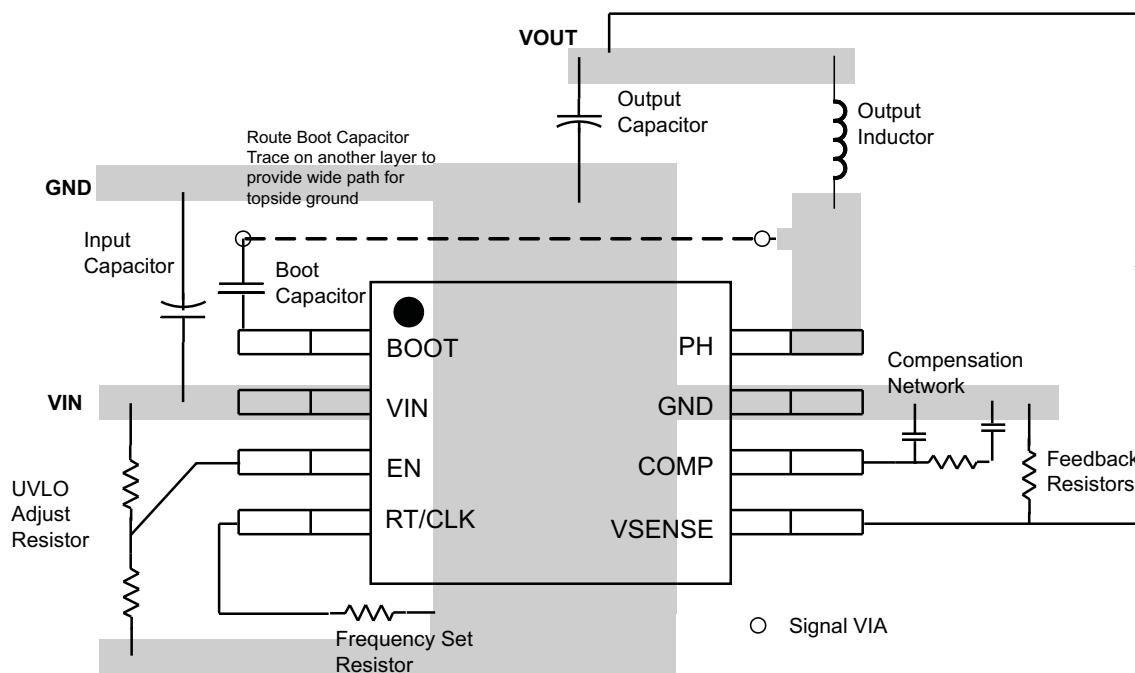 VOUT
Output
Capacitor
Output
Inductor
Route Boot Capacitor
Trace on another layer to
provide wide path for
topside ground
GND
Input
Capacitor
Boot
Capacitor
BOOT
PH
Compensation
Network
VIN
VIN
GND
EN
COMP
Feedback
Resistors
UVLO
Adjust
Resistor
RT/CLK
VSENSE
Frequency Set
Resistor
Signal VIA